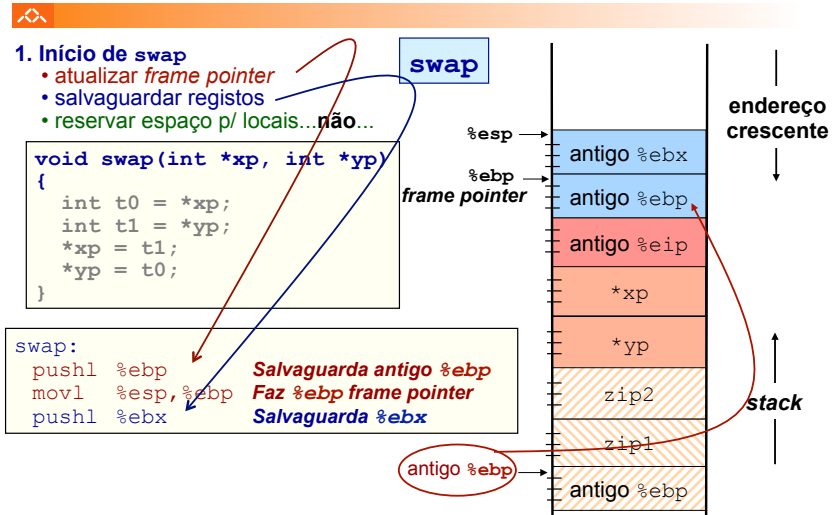 1. Início de swap
• atualizar frame pointer
• salvaguardar registos
• reservar espaço p/ locais...não...
swap
void swap(int *xp, int *yp)
{
int t0 = *xp;
int t1 = *yp;
*xp = t1;
*yp = t0;
}
swap:
pushl %ebp Salvaguarda antigo %ebp
movl %esp,%ebp Faz %ebp frame pointer
pushl %ebx Salvaguarda %ebx
%esp
%ebp
frame pointer
antigo %ebp
antigo %ebx
antigo %ebp
antigo %eip
*xp
*yp
zip2
zip1
antigo %ebp
endereço
crescente
stack